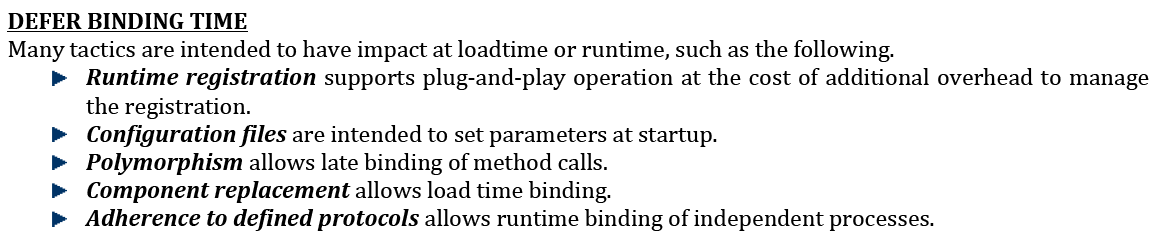 DEFER BINDING TIME
Many tactics are intended to have impact at loadtime or runtime, such as the following.
► Runtime registration supports plug-and-play operation at the cost of additional overhead to manage
the registration.
► Configuration files are intended to set parameters at startup.
► Polymorphism allows late binding of method calls.
► Component replacement allows load time binding.
► Adherence to defined protocols allows runtime binding of independent processes.